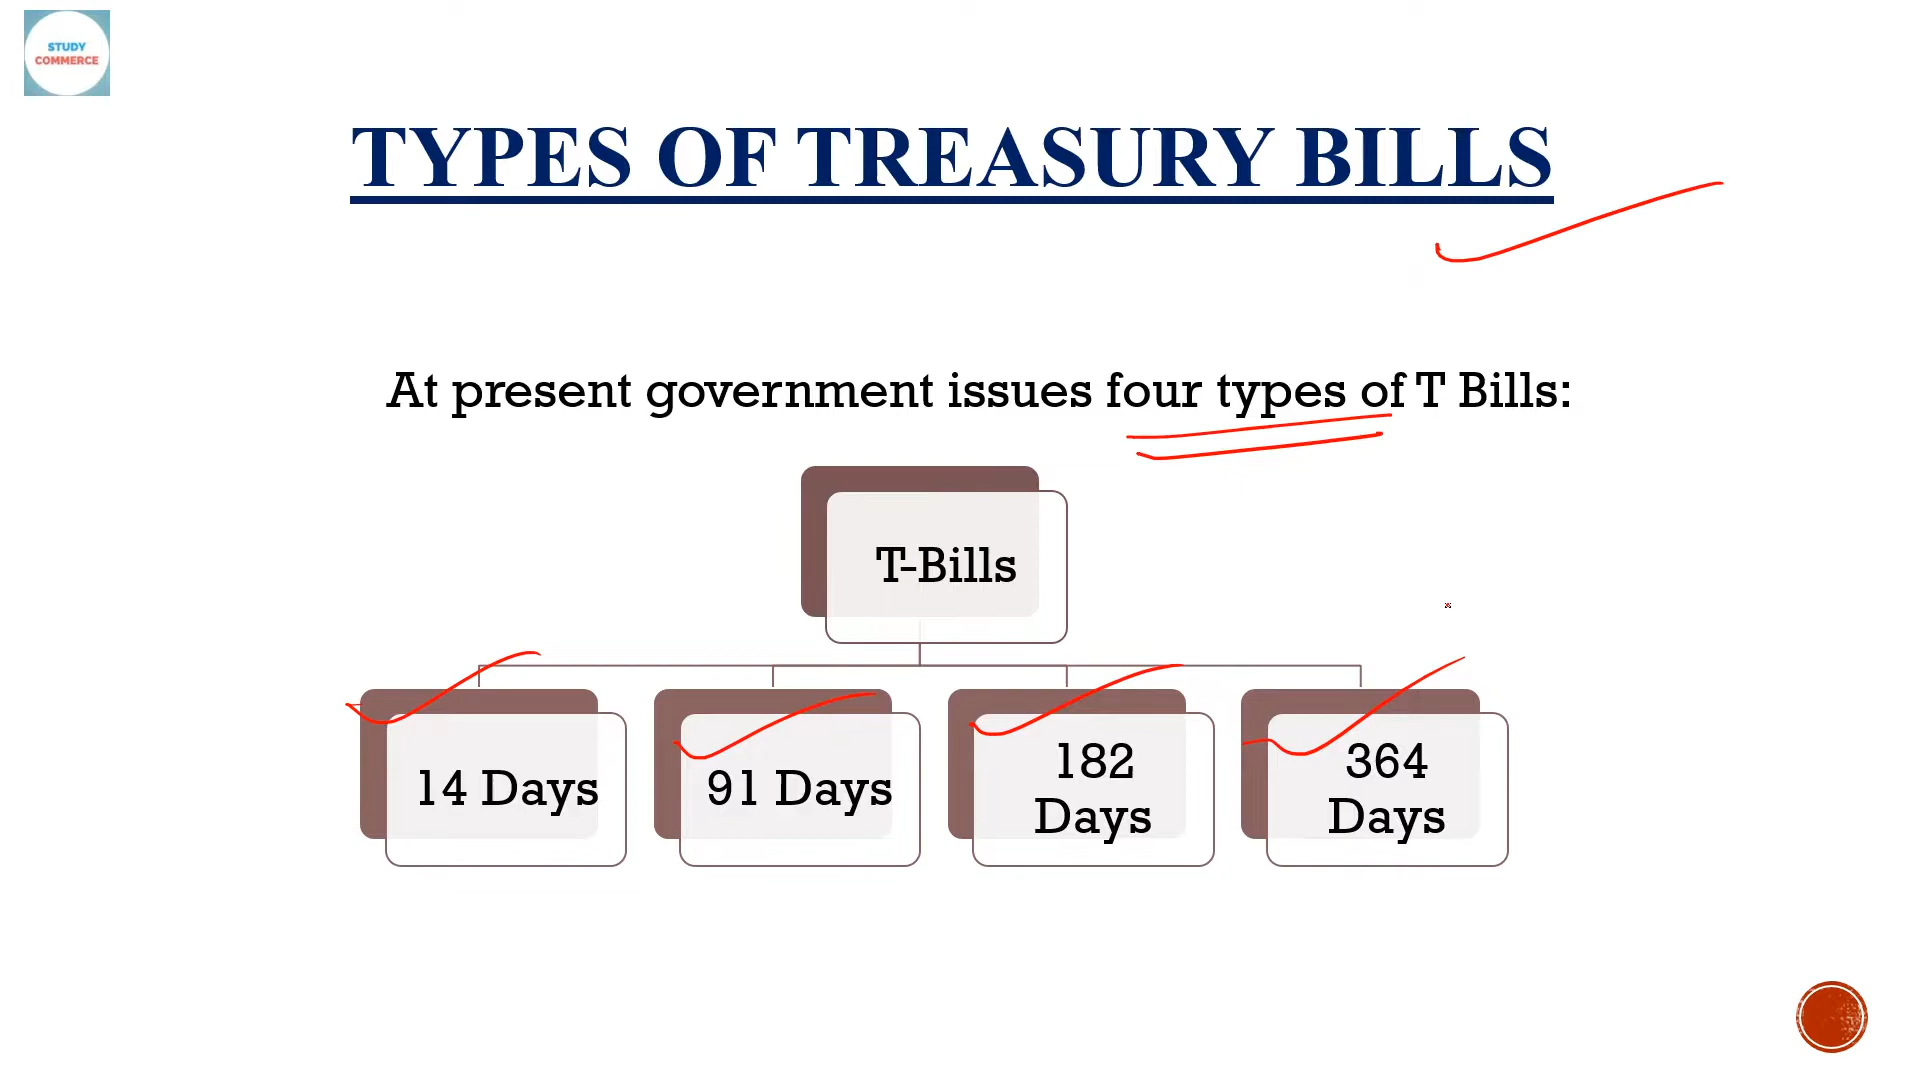 STUDY
COMMERCE
TYPES OF TREASURY BILLS
At present government issues four types of T Bills:
T-Bills
14 Days
91 Days
182
Days
364
Days